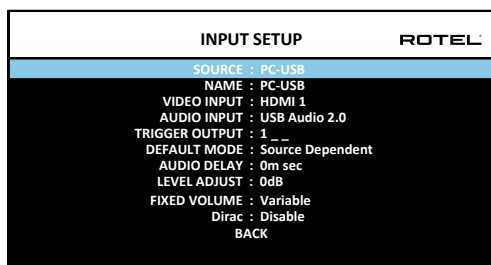 INPUT SETUP ROTEL
SOURCE : PC-USB
NAME : PC-USB
VIDEO INPUT : HDMI 1
AUDIO INPUT : USB Audio 2.0
TRIGGER OUTPUT : 1 _ _
DEFAULT MODE : Source Dependent
AUDIO DELAY : 0m sec
LEVEL ADJUST : 0dB
FIXED VOLUME : Variable
Dirac : Disable
BACK